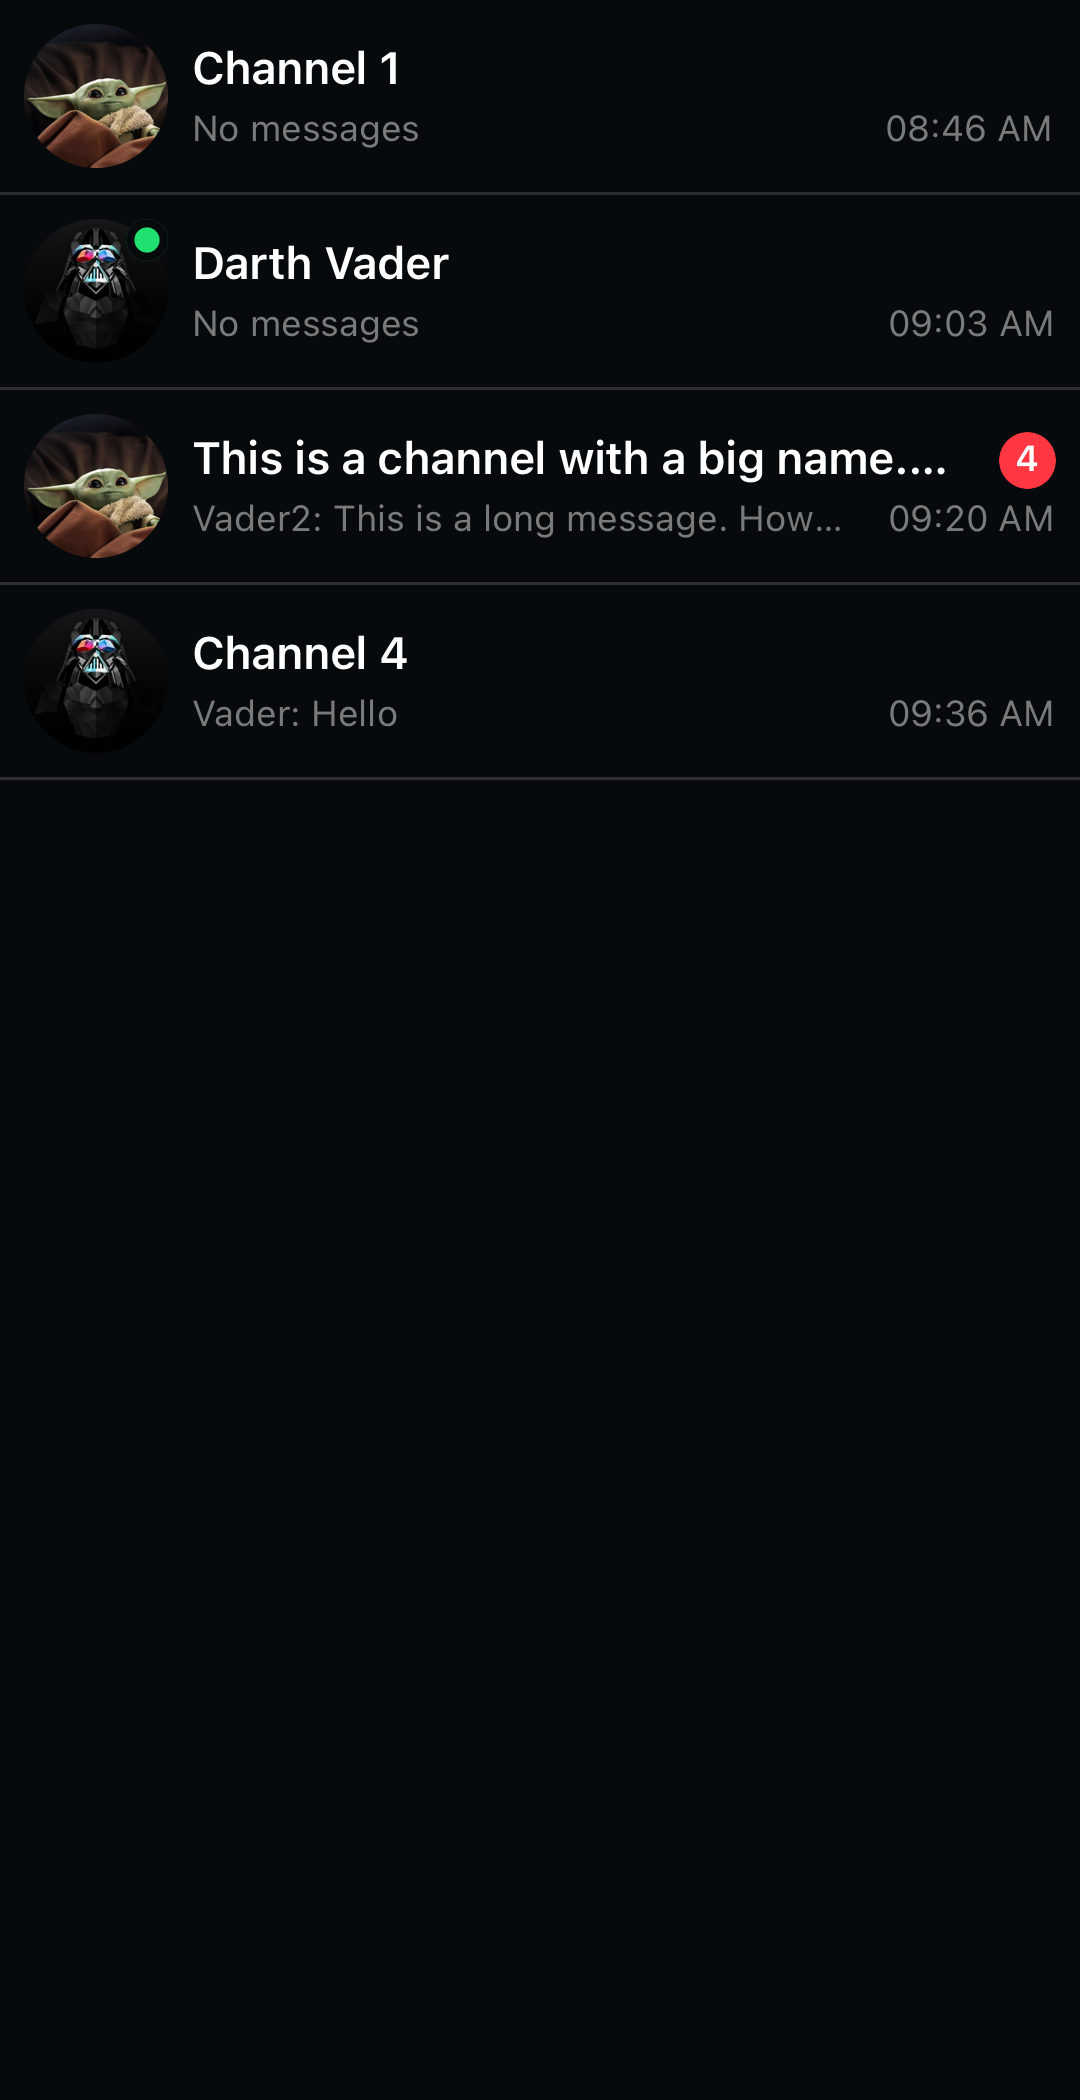 Channel 1
No messages 08:46 AM
Darth Vader
No messages 09:03 AM
This is a channel with a big name.... 4
Vader2: This is a long message. How... 09:20 AM
Channel 4
Vader: Hello 09:36 AM